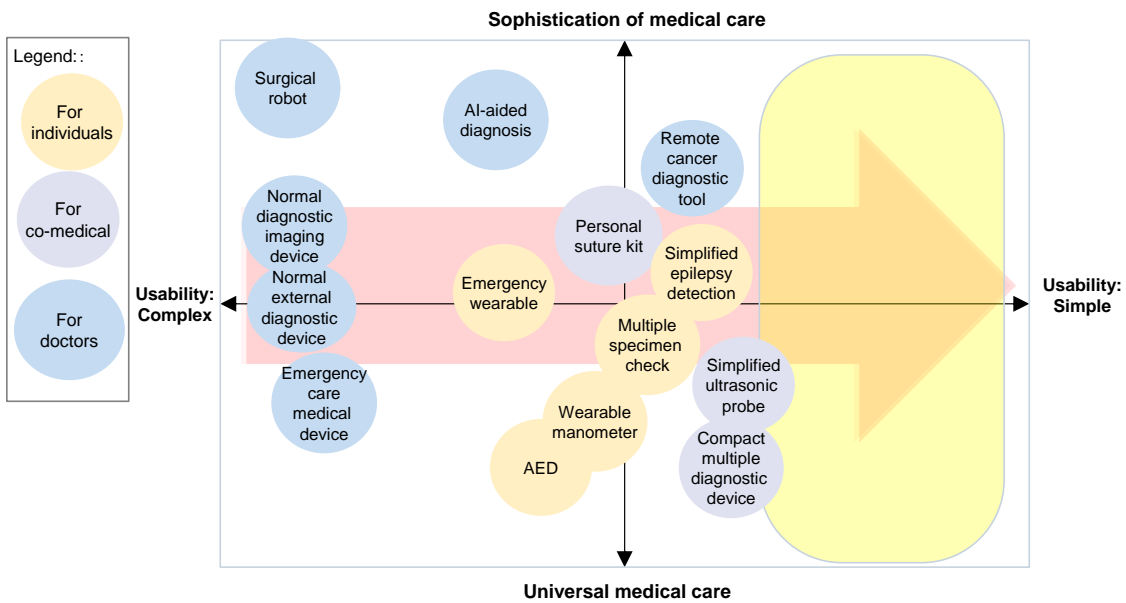 Sophistication of medical care
Legend::
For
individuals
For
co-medical
For
doctors
Surgical
robot
AI-aided
diagnosis
Remote
cancer
diagnostic
tool
Normal
diagnostic
imaging
device
Personal
suture kit
Simplified
epilepsy
detection
Usability:
Complex
Normal
external
diagnostic
device
Emergency
wearable
Usability:
Simple
Multiple
specimen
check
Emergency
care
medical
device
Simplified
ultrasonic
probe
Wearable
manometer
AED
Compact
multiple
diagnostic
device
Universal medical care